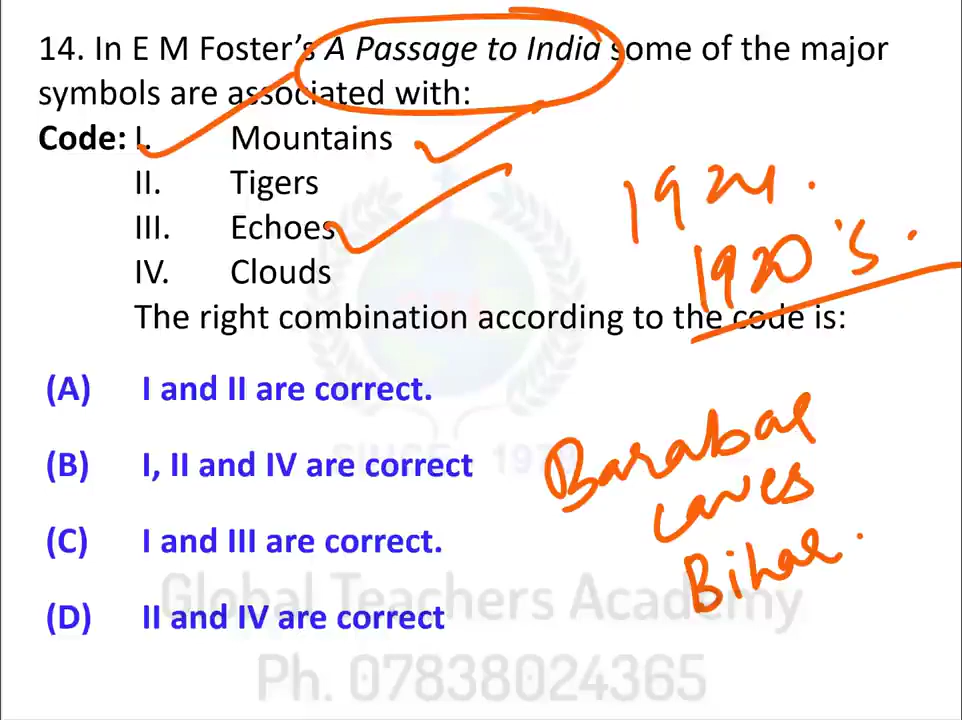 14. In E M Foster's A Passage to India some of the major
symbols are associated with:
Code: I. Mountains
II. Tigers
III. Echoes
IV. Clouds
The right combination according to the code is:
(A) I and II are correct.
(B) I, II and IV are correct
(C) I and III are correct.
(D) II and IV are correct
1924.
1920's.
Barabar
caves
Bihar.
SINCE 1978
Global Teachers Academy
Ph. 07838024365